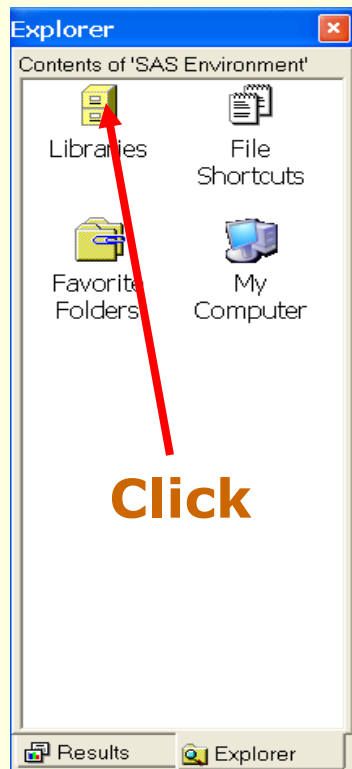 Explorer
Contents of 'SAS Environment'
Libraries
File
Shortcuts
Favorite
Folders
My
Computer
Click
Results
Explorer